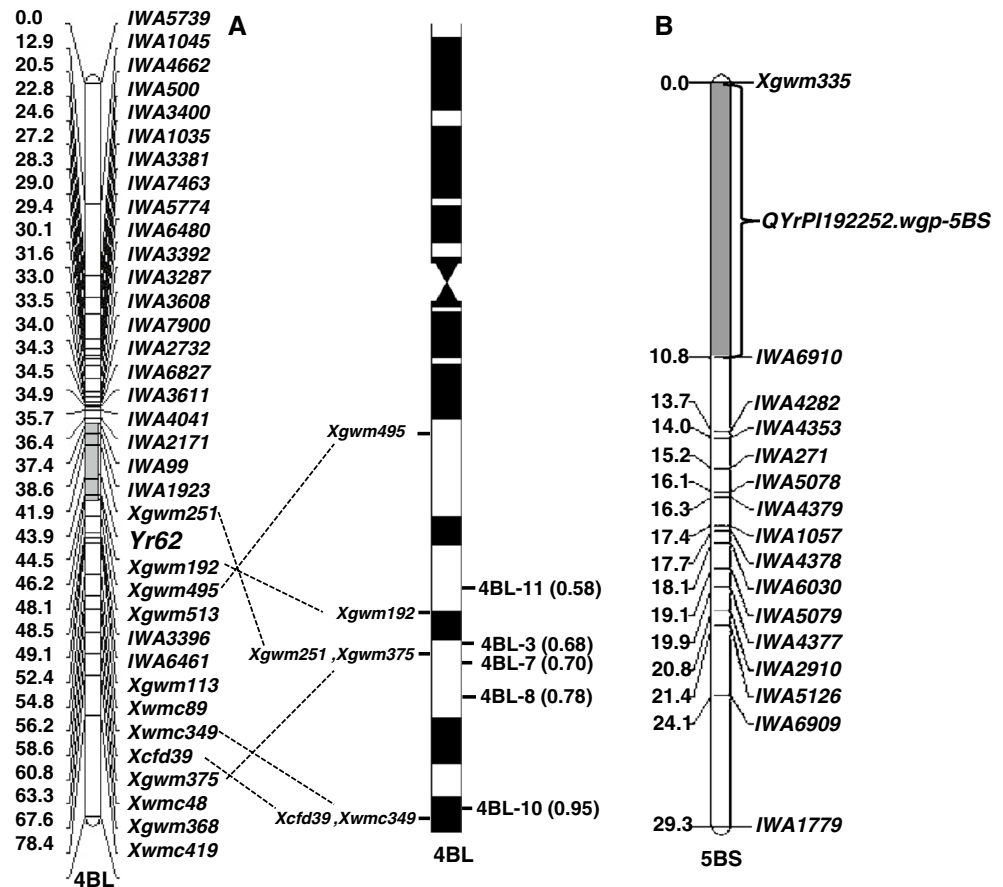 A
0.0 IWA5739
12.9 IWA1045
20.5 IWA4662
22.8 IWA500
24.6 IWA3400
27.2 IWA1035
28.3 IWA3381
29.0 IWA7463
29.4 IWA5774
30.1 IWA6480
31.6 IWA3392
33.0 IWA3287
33.5 IWA3608
34.0 IWA7900
34.3 IWA2732
34.5 IWA6827
34.9 IWA3611
35.7 IWA4041
36.4 IWA2171
37.4 IWA99
38.6 IWA1923
41.9 Xgwm251
43.9 Yr62
44.5 Xgwm192
46.2 Xgwm495
48.1 Xgwm513
48.5 IWA3396
49.1 IWA6461
52.4 Xgwm113
54.8 Xwmc89
56.2 Xwmc349
58.6 Xcfd39
60.8 Xgwm375
63.3 Xwmc48
67.6 Xgwm368
78.4 Xwmc419
4BL
Xgwm495
4BL-11 (0.58)
Xgwm192
4BL-3 (0.68)
Xgwm251 ,Xgwm375
4BL-7 (0.70)
4BL-8 (0.78)
4BL-10 (0.95)
Xcfd39 ,Xwmc349
4BL
B
0.0 Xgwm335
QYrPI192252.wgp-5BS
10.8 IWA6910
13.7 IWA4282
14.0 IWA4353
15.2 IWA271
16.1 IWA5078
16.3 IWA4379
17.4 IWA1057
17.7 IWA4378
18.1 IWA6030
19.1 IWA5079
19.9 IWA4377
20.8 IWA2910
21.4 IWA5126
24.1 IWA6909
29.3 IWA1779
5BS